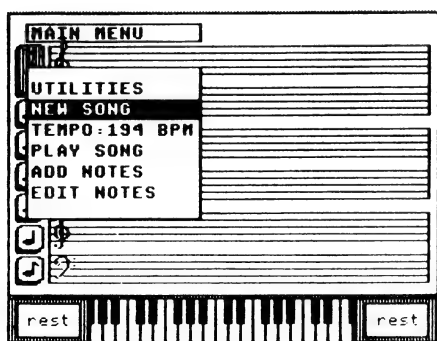 MAIN MENU
UTILITIES
NEW SONG
TEMPO:194 BPM
PLAY SONG
ADD NOTES
EDIT NOTES
rest rest